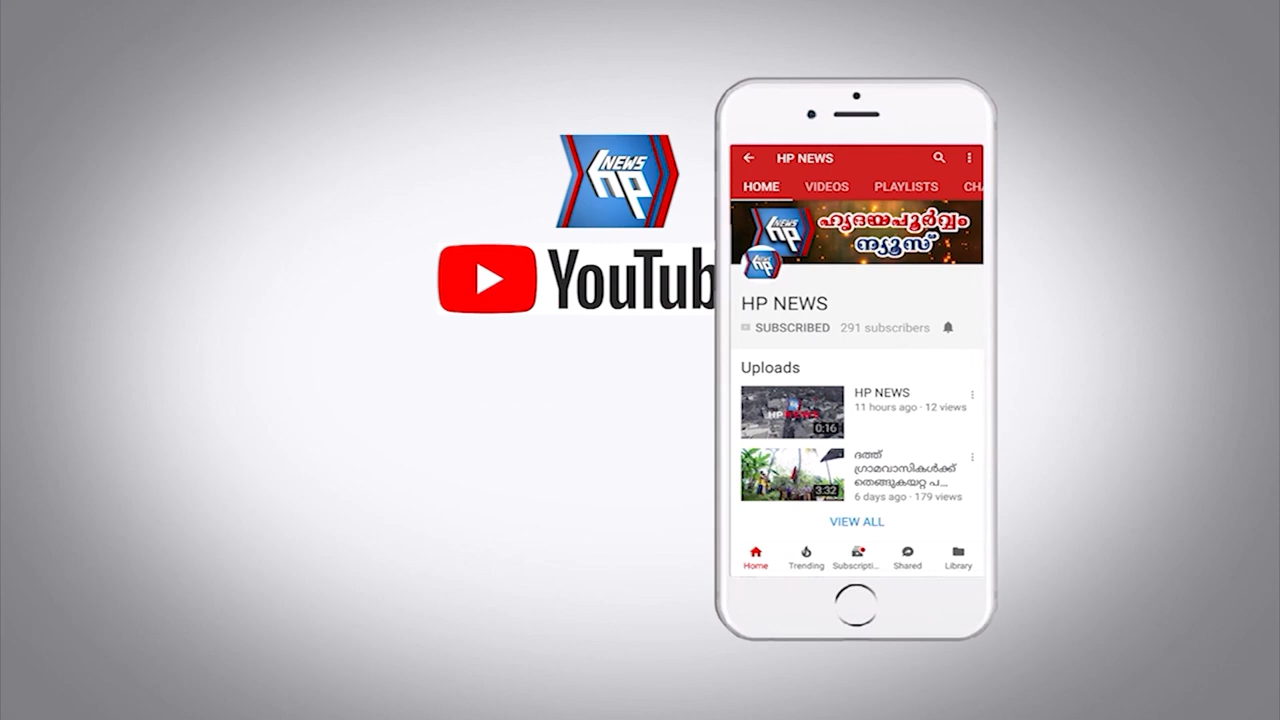 NEWS
hp
YouTub
HP NEWS
HOME VIDEOS PLAYLISTS CHA
NEWS
hp
ഹൃദയപൂർവ്വം
ന്യൂസ്
NEWS
hp
HP NEWS
SUBSCRIBED 291 subscribers
Uploads
HP NEWS
0:16
HP NEWS
11 hours ago · 12 views
3:32
ദത്ത്
ഗ്രാമവാസികൾക്ക്
തെങ്ങുകയറ്റ പ...
6 days ago · 179 views
VIEW ALL
Home Trending Subscripti... Shared Library